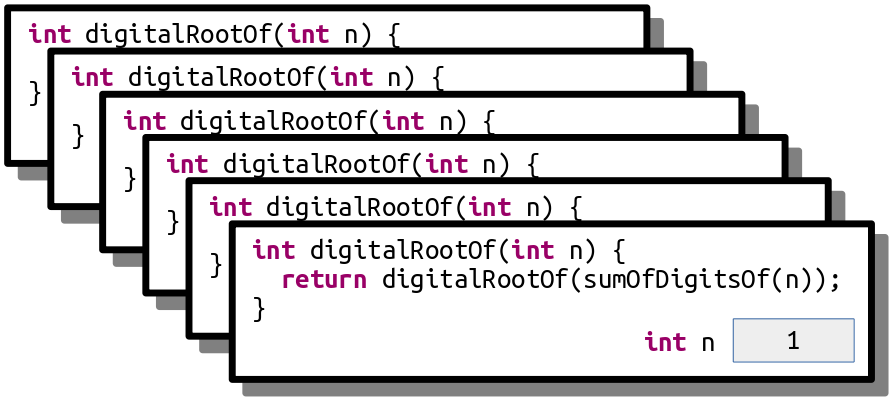 int digitalRootOf(int n) {
}
int digitalRootOf(int n) {
}
int digitalRootOf(int n) {
}
int digitalRootOf(int n) {
}
int digitalRootOf(int n) {
}
int digitalRootOf(int n) {
  return digitalRootOf(sumOfDigitsOf(n));
}
int n 1